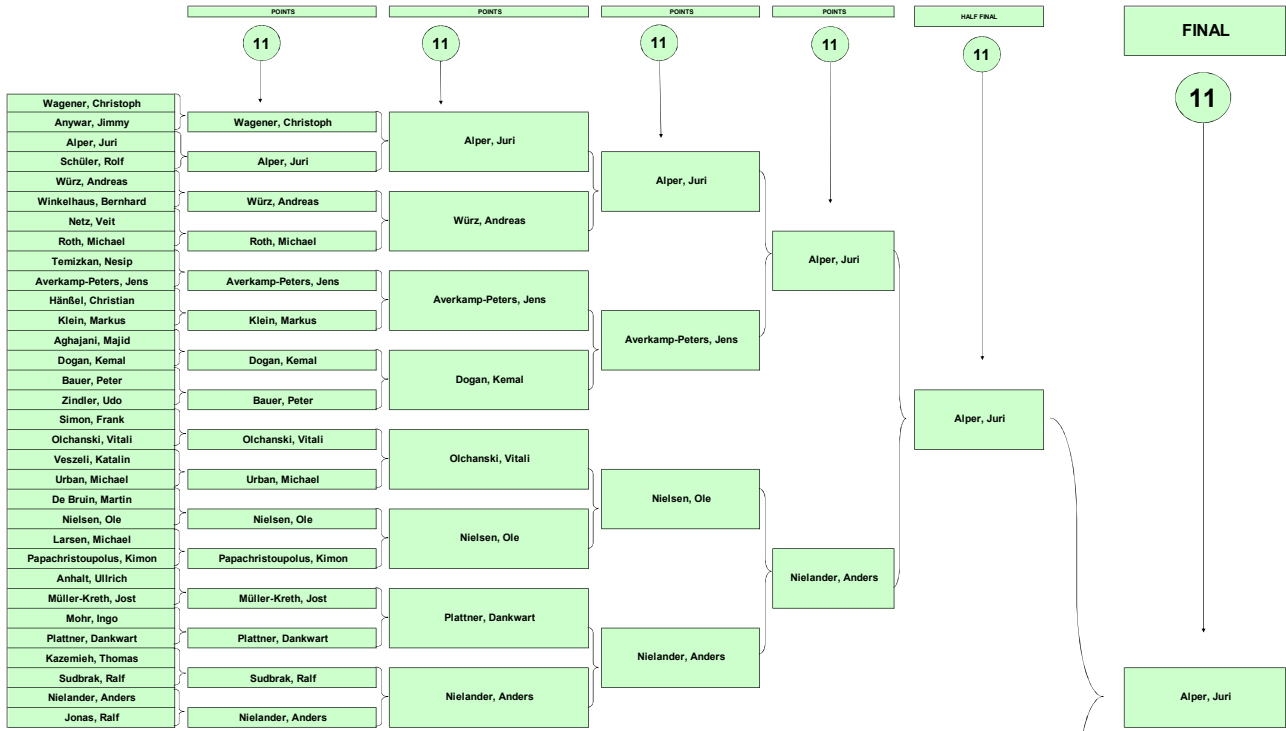 POINTS
POINTS
POINTS
POINTS
HALF FINAL
FINAL
11
11
11
11
11
11
Wagener, Christoph
Anywar, Jimmy
Alper, Juri
Schüler, Rolf
Würz, Andreas
Winkelhaus, Bernhard
Netz, Veit
Roth, Michael
Temizkan, Nesip
Averkamp-Peters, Jens
Hänßel, Christian
Klein, Markus
Aghajani, Majid
Dogan, Kemal
Bauer, Peter
Zindler, Udo
Simon, Frank
Olchanski, Vitali
Veszeli, Katalin
Urban, Michael
De Bruin, Martin
Nielsen, Ole
Larsen, Michael
Papachristoupolus, Kimon
Anhalt, Ullrich
Müller-Kreth, Jost
Mohr, Ingo
Plattner, Dankwart
Kazemieh, Thomas
Sudbrak, Ralf
Nielander, Anders
Jonas, Ralf
Wagener, Christoph
Alper, Juri
Würz, Andreas
Roth, Michael
Averkamp-Peters, Jens
Klein, Markus
Dogan, Kemal
Bauer, Peter
Olchanski, Vitali
Urban, Michael
Nielsen, Ole
Papachristoupolus, Kimon
Müller-Kreth, Jost
Plattner, Dankwart
Sudbrak, Ralf
Nielander, Anders
Alper, Juri
Würz, Andreas
Averkamp-Peters, Jens
Dogan, Kemal
Olchanski, Vitali
Nielsen, Ole
Plattner, Dankwart
Nielander, Anders
Alper, Juri
Averkamp-Peters, Jens
Nielsen, Ole
Nielander, Anders
Alper, Juri
Nielander, Anders
Alper, Juri
Alper, Juri